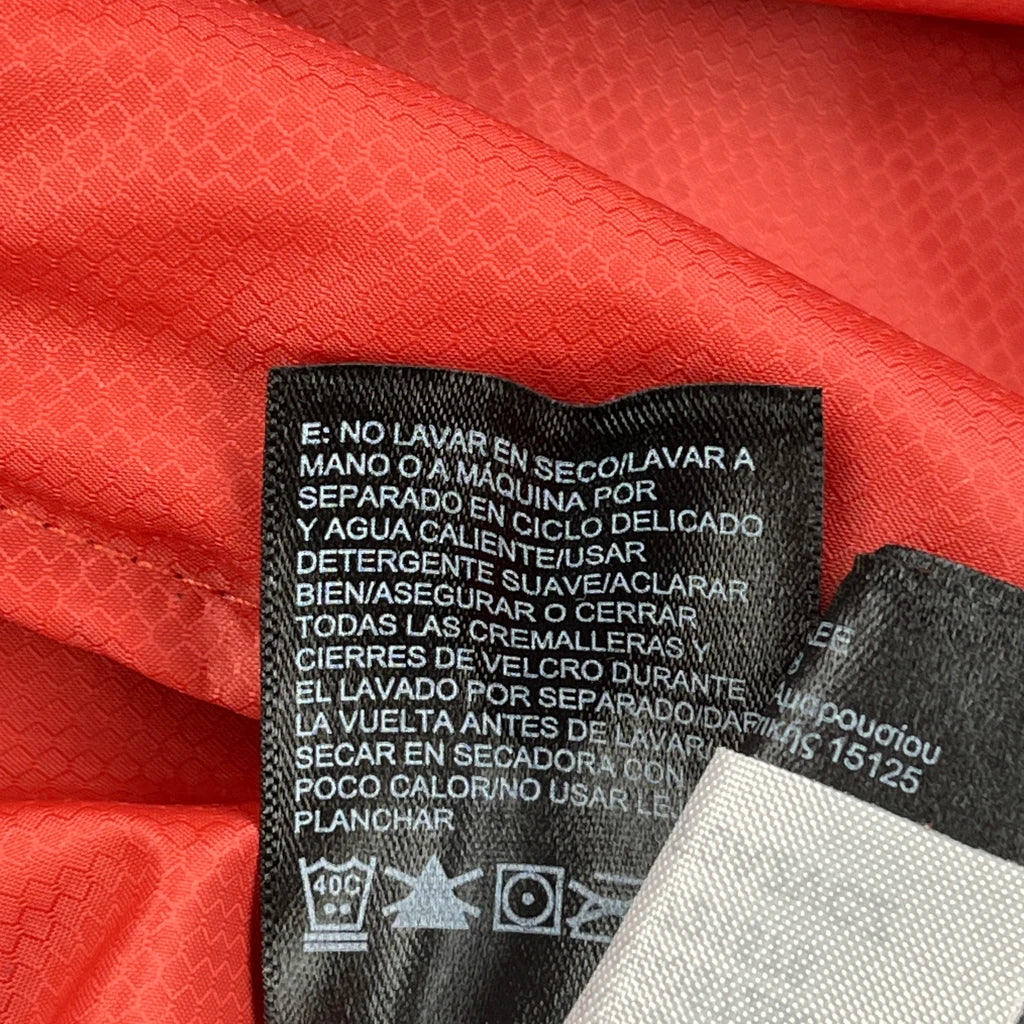 E: NO LAVAR EN SECO/LAVAR A
MANO O A MÁQUINA POR
SEPARADO EN CICLO DELICADO
Y AGUA CALIENTE/USAR
DETERGENTE SUAVE/ACLARAR
BIEN/ASEGURAR O CERRAR
TODAS LAS CREMALLERAS Y
CIERRES DE VELCRO DURANTE
EL LAVADO POR SEPARADO/DAR
LA VUELTA ANTES DE LAVAR/
SECAR EN SECADORA CON
POCO CALOR/NO USAR
PLANCHAR
40C
Αμαρουσίου
15125